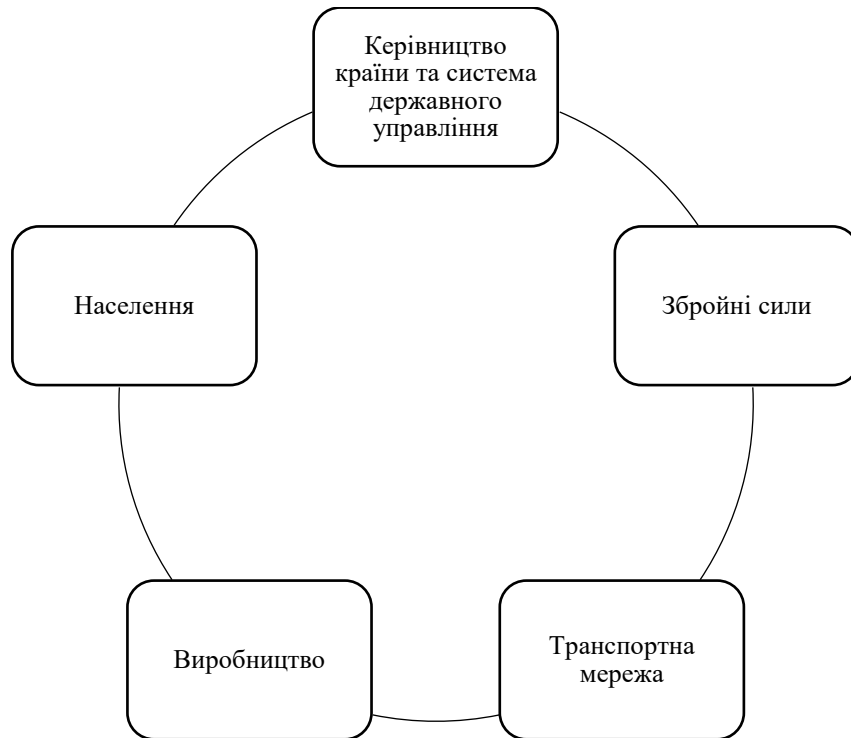 Керівництво
країни та система
державного
управління
Населення
Збройні сили
Виробництво
Транспортна
мережа